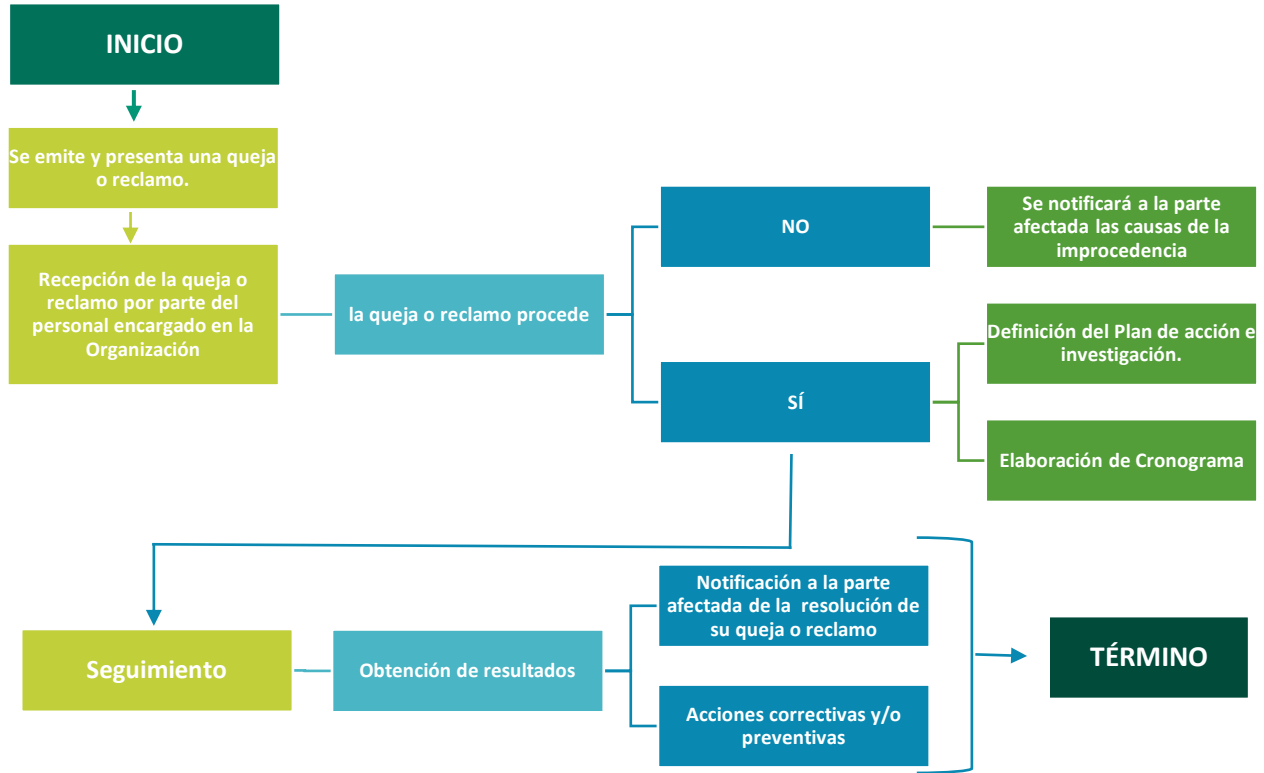 INICIO
Se emite y presenta una queja
o reclamo.
Recepción de la queja o
reclamo por parte del
personal encargado en la
Organización
la queja o reclamo procede
NO
Se notificará a la parte
afectada las causas de la
improcedencia
SÍ
Definición del Plan de acción e
investigación.
Elaboración de Cronograma
Seguimiento
Obtención de resultados
Notificación a la parte
afectada de la resolución de
su queja o reclamo
Acciones correctivas y/o
preventivas
TÉRMINO